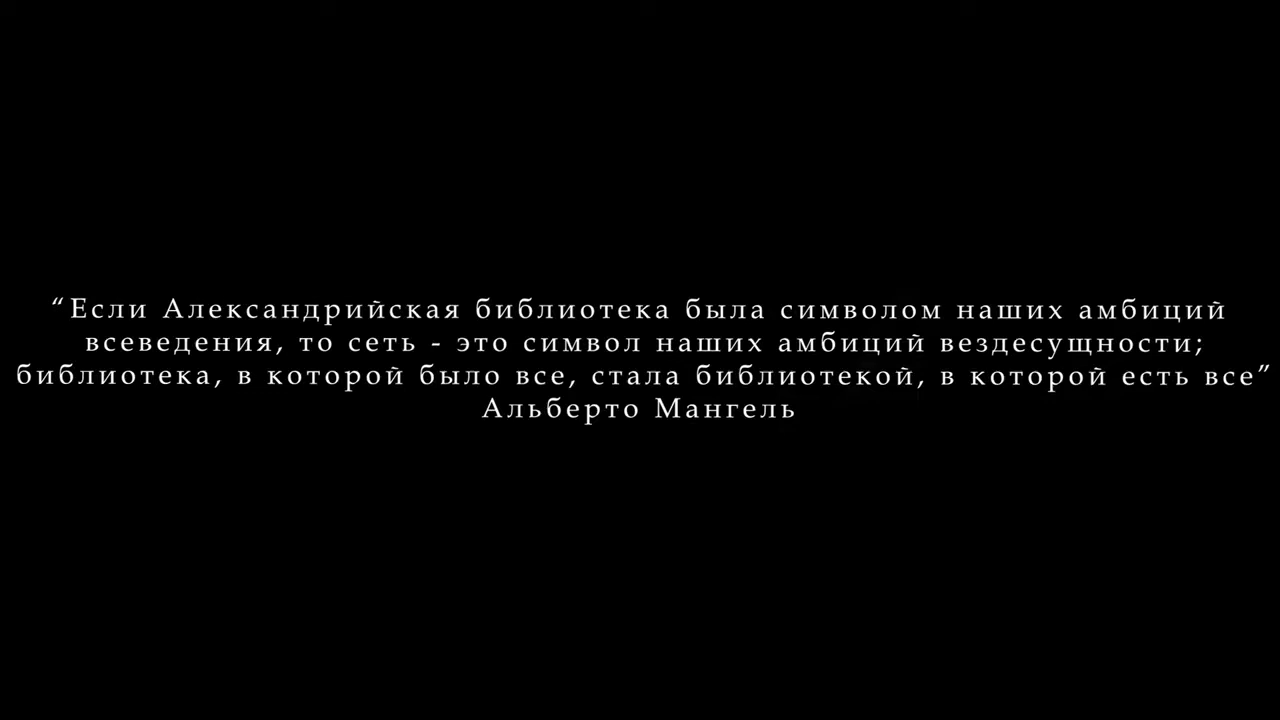 “Если Александрийская библиотека была символом наших амбиций
всеведения, то сеть - это символ наших амбиций вездесущности;
библиотека, в которой было все, стала библиотекой, в которой есть все”
Альберто Мангель